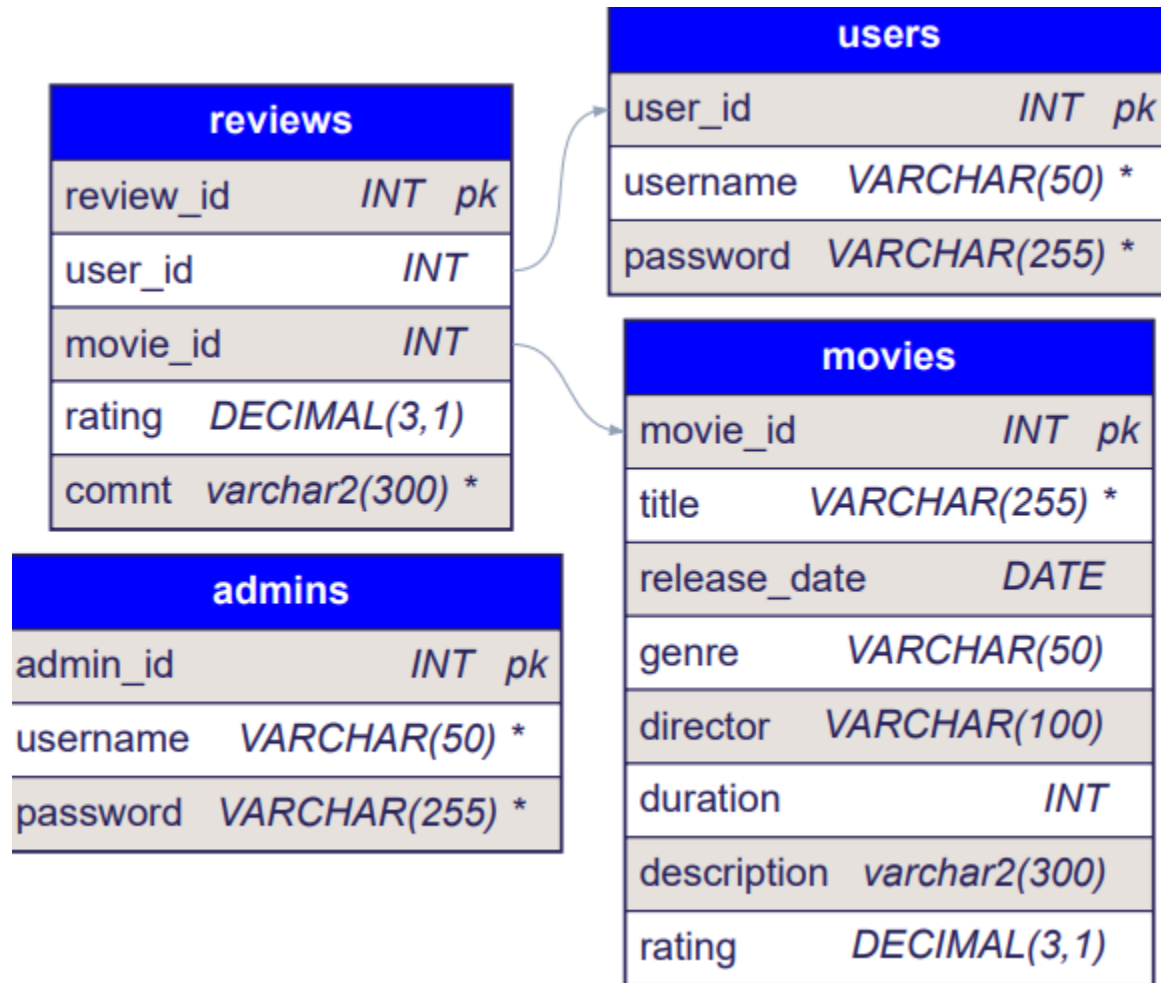 reviews
review_id INT pk
user_id INT
movie_id INT
rating DECIMAL(3,1)
comnt varchar2(300) *
users
user_id INT pk
username VARCHAR(50) *
password VARCHAR(255) *
admins
admin_id INT pk
username VARCHAR(50) *
password VARCHAR(255) *
movies
movie_id INT pk
title VARCHAR(255) *
release_date DATE
genre VARCHAR(50)
director VARCHAR(100)
duration INT
description varchar2(300)
rating DECIMAL(3,1)